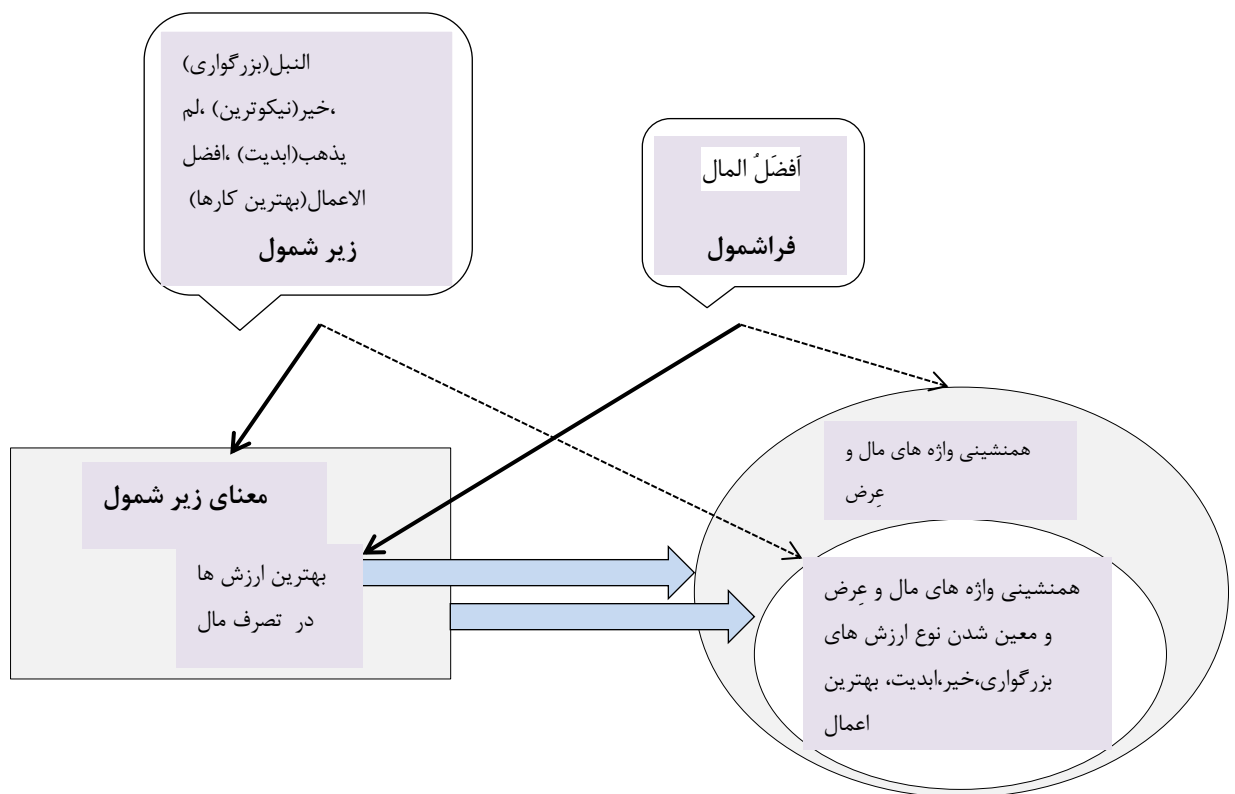 النبل(بزرگواری)
،خیر(نیکوترین) ،لم
یذهب(ابدیت) ،افضل
الاعمال(بهترین کارها)
زیر شمول
اَفضَلُ المال
فراشمول
همنشینی واژه های مال و
عِرض
معنای زیر شمول
بهترین ارزش ها
در تصرف مال
همنشینی واژه های مال و عِرض
و معین شدن نوع ارزش های
بزرگواری،خیر،ابدیت، بهترین
اعمال